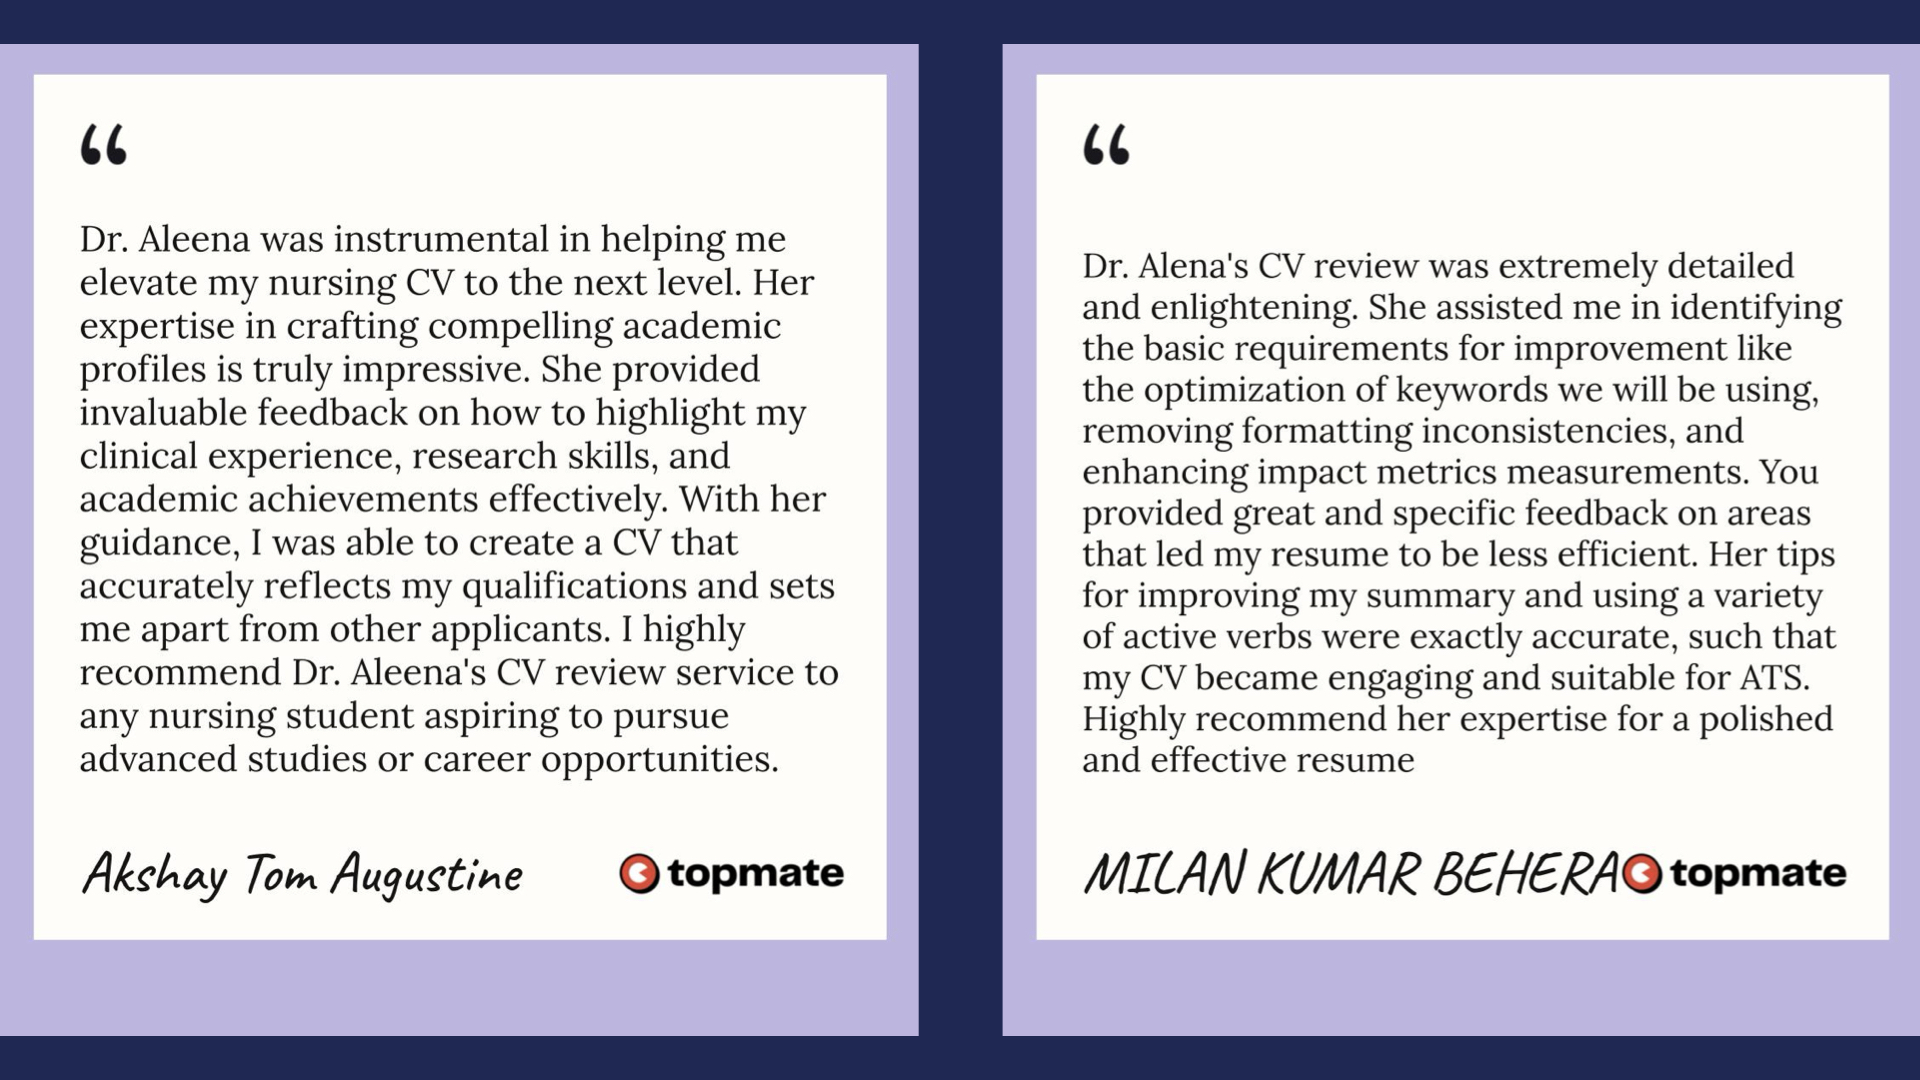 “
Dr. Aleena was instrumental in helping me
elevate my nursing CV to the next level. Her
expertise in crafting compelling academic
profiles is truly impressive. She provided
invaluable feedback on how to highlight my
clinical experience, research skills, and
academic achievements effectively. With her
guidance, I was able to create a CV that
accurately reflects my qualifications and sets
me apart from other applicants. I highly
recommend Dr. Aleena's CV review service to
any nursing student aspiring to pursue
advanced studies or career opportunities.
Akshay Tom Augustine
topmate
“
Dr. Alena's CV review was extremely detailed
and enlightening. She assisted me in identifying
the basic requirements for improvement like
the optimization of keywords we will be using,
removing formatting inconsistencies, and
enhancing impact metrics measurements. You
provided great and specific feedback on areas
that led my resume to be less efficient. Her tips
for improving my summary and using a variety
of active verbs were exactly accurate, such that
my CV became engaging and suitable for ATS.
Highly recommend her expertise for a polished
and effective resume
MILAN KUMAR BEHERA
topmate